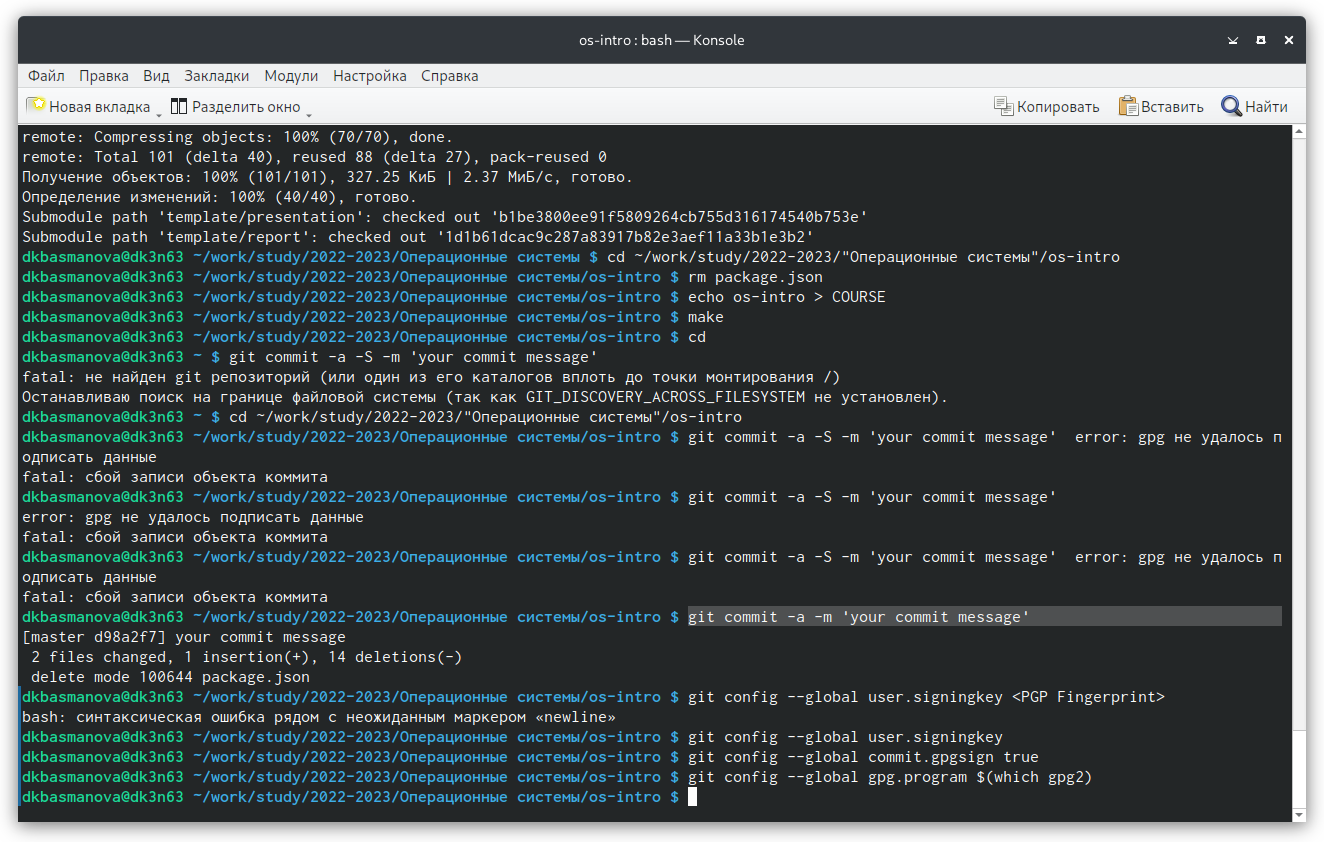 os-intro : bash — Konsole
Файл Правка Вид Закладки Модули Настройка Справка
Новая вкладка Разделить окно Копировать Вставить Найти
remote: Compressing objects: 100% (70/70), done.
remote: Total 101 (delta 40), reused 88 (delta 27), pack-reused 0
Получение объектов: 100% (101/101), 327.25 КиБ | 2.37 МиБ/с, готово.
Определение изменений: 100% (40/40), готово.
Submodule path 'template/presentation': checked out 'b1be3800ee91f5809264cb755d316174540b753e'
Submodule path 'template/report': checked out '1d1b61dcac9c287a83917b82e3aef11a33b1e3b2'
dkbasmanova@dk3n63 ~/work/study/2022-2023/Операционные системы $ cd ~/work/study/2022-2023/"Операционные системы"/os-intro
dkbasmanova@dk3n63 ~/work/study/2022-2023/Операционные системы/os-intro $ rm package.json
dkbasmanova@dk3n63 ~/work/study/2022-2023/Операционные системы/os-intro $ echo os-intro > COURSE
dkbasmanova@dk3n63 ~/work/study/2022-2023/Операционные системы/os-intro $ make
dkbasmanova@dk3n63 ~/work/study/2022-2023/Операционные системы/os-intro $ cd
dkbasmanova@dk3n63 ~ $ git commit -a -S -m 'your commit message'
fatal: не найден git репозиторий (или один из его каталогов вплоть до точки монтирования /)
Останавливаю поиск на границе файловой системы (так как GIT_DISCOVERY_ACROSS_FILESYSTEM не установлен).
dkbasmanova@dk3n63 ~ $ cd ~/work/study/2022-2023/"Операционные системы"/os-intro
dkbasmanova@dk3n63 ~/work/study/2022-2023/Операционные системы/os-intro $ git commit -a -S -m 'your commit message'  error: gpg не удалось п
одписать данные
fatal: сбой записи объекта коммита
dkbasmanova@dk3n63 ~/work/study/2022-2023/Операционные системы/os-intro $ git commit -a -S -m 'your commit message'
error: gpg не удалось подписать данные
fatal: сбой записи объекта коммита
dkbasmanova@dk3n63 ~/work/study/2022-2023/Операционные системы/os-intro $ git commit -a -S -m 'your commit message'  error: gpg не удалось п
одписать данные
fatal: сбой записи объекта коммита
dkbasmanova@dk3n63 ~/work/study/2022-2023/Операционные системы/os-intro $ git commit -a -m 'your commit message'
[master d98a2f7] your commit message
 2 files changed, 1 insertion(+), 14 deletions(-)
 delete mode 100644 package.json
dkbasmanova@dk3n63 ~/work/study/2022-2023/Операционные системы/os-intro $ git config --global user.signingkey <PGP Fingerprint>
bash: синтаксическая ошибка рядом с неожиданным маркером «newline»
dkbasmanova@dk3n63 ~/work/study/2022-2023/Операционные системы/os-intro $ git config --global user.signingkey
dkbasmanova@dk3n63 ~/work/study/2022-2023/Операционные системы/os-intro $ git config --global commit.gpgsign true
dkbasmanova@dk3n63 ~/work/study/2022-2023/Операционные системы/os-intro $ git config --global gpg.program $(which gpg2)
dkbasmanova@dk3n63 ~/work/study/2022-2023/Операционные системы/os-intro $